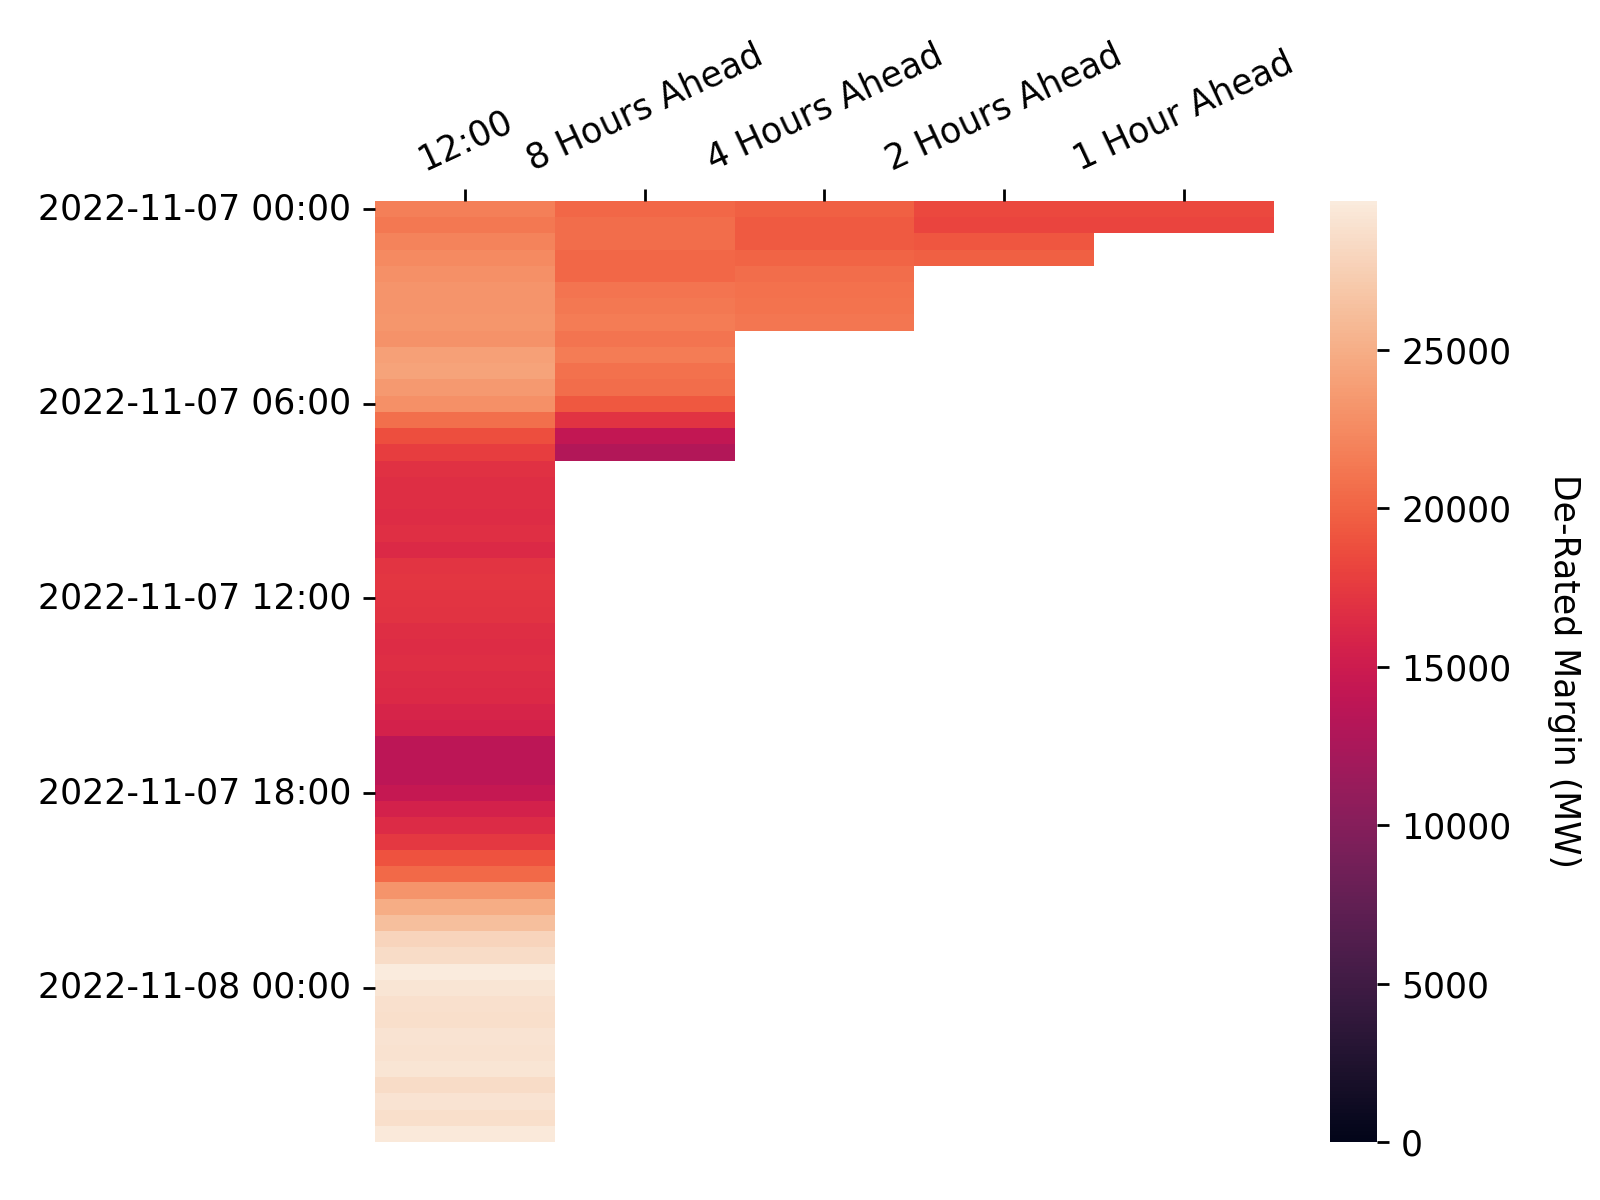 12:00
8 Hours Ahead
4 Hours Ahead
2 Hours Ahead
1 Hour Ahead
2022-11-07 00:00
2022-11-07 06:00
2022-11-07 12:00
2022-11-07 18:00
2022-11-08 00:00
25000
20000
15000
10000
5000
0
De-Rated Margin (MW)